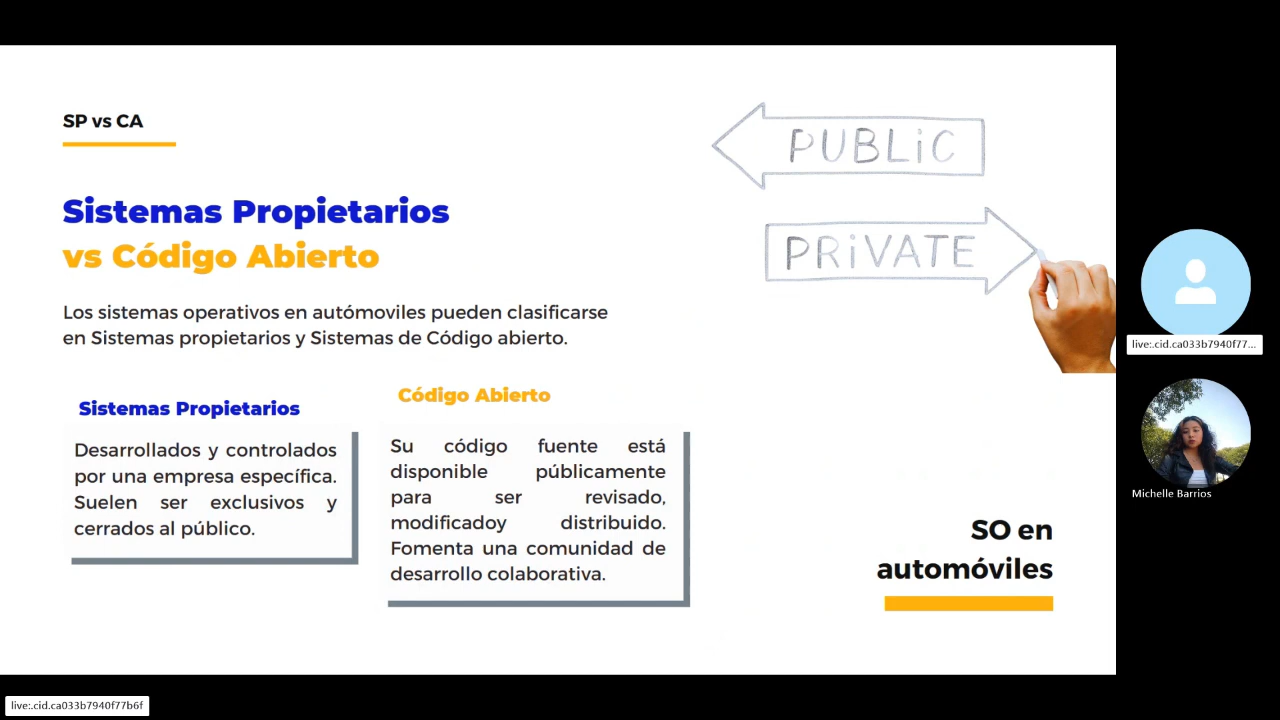 SP vs CA
Sistemas Propietarios
vs Código Abierto
Los sistemas operativos en autómoviles pueden clasificarse
en Sistemas propietarios y Sistemas de Código abierto.
Sistemas Propietarios
Desarrollados y controlados
por una empresa específica.
Suelen ser exclusivos y
cerrados al público.
Código Abierto
Su código fuente está
disponible públicamente
para ser revisado,
modificadoy distribuido.
Fomenta una comunidad de
desarrollo colaborativa.
PUBLiC
PRiVATE
SO en
automóviles
live:.cid.ca033b7940f77...
Michelle Barrios
live:.cid.ca033b7940f77b6f